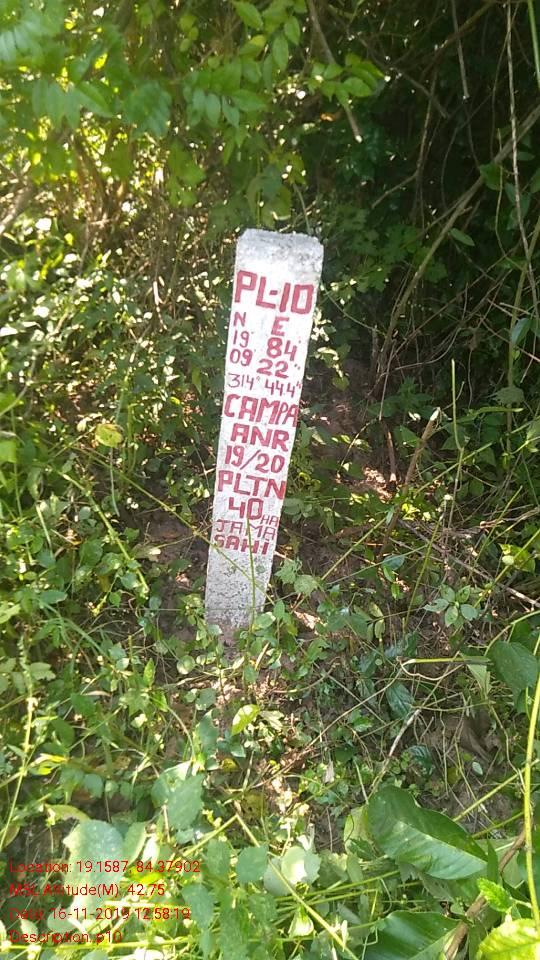 PL-10
N E
19 84
09 22
314" 444"
CAMPA
ANR
19/20
PLTN
40 HA
JAMA
SAHI
Location: 19.1587, 84.37902
MSL Altitude(M): 42.75
Date: 16-11-2019 12:58:19
Description: p10